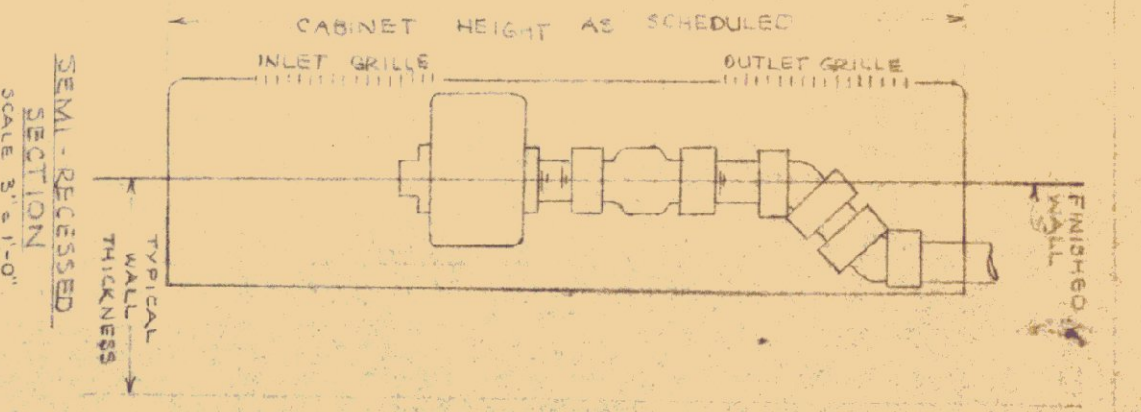 CABINET HEIGHT AS SCHEDULED
INLET GRILLE
OUTLET GRILLE
FINISHED
WALL
TYPICAL
WALL
THICKNESS
SEMI-RECESSED
SECTION
SCALE 3" = 1'-0"